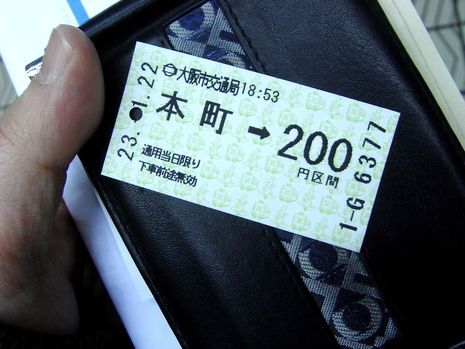 大阪市交通局18:53
本町➡200
円区間
通用当日限り
下車前途無効
23.-1.22
1-G 6377